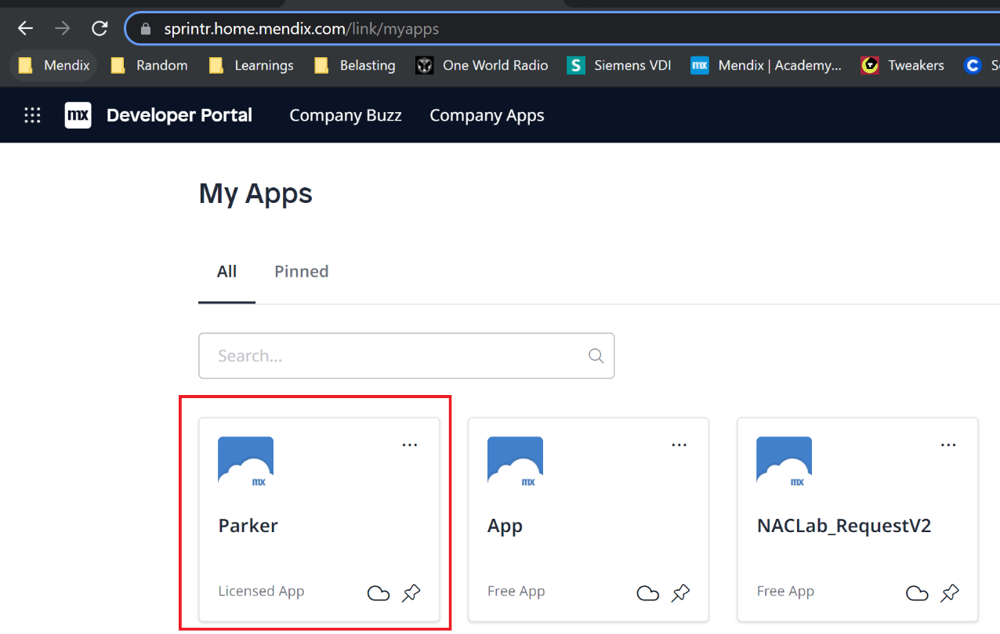 sprintr.home.mendix.com/link/myapps
Mendix Random Learnings Belasting One World Radio S Siemens VDI mx Mendix | Academy... Tweakers C
mx Developer Portal Company Buzz Company Apps
My Apps
All Pinned
Search...
mx mx mx
Parker App NACLab_RequestV2
Licensed App Free App Free App